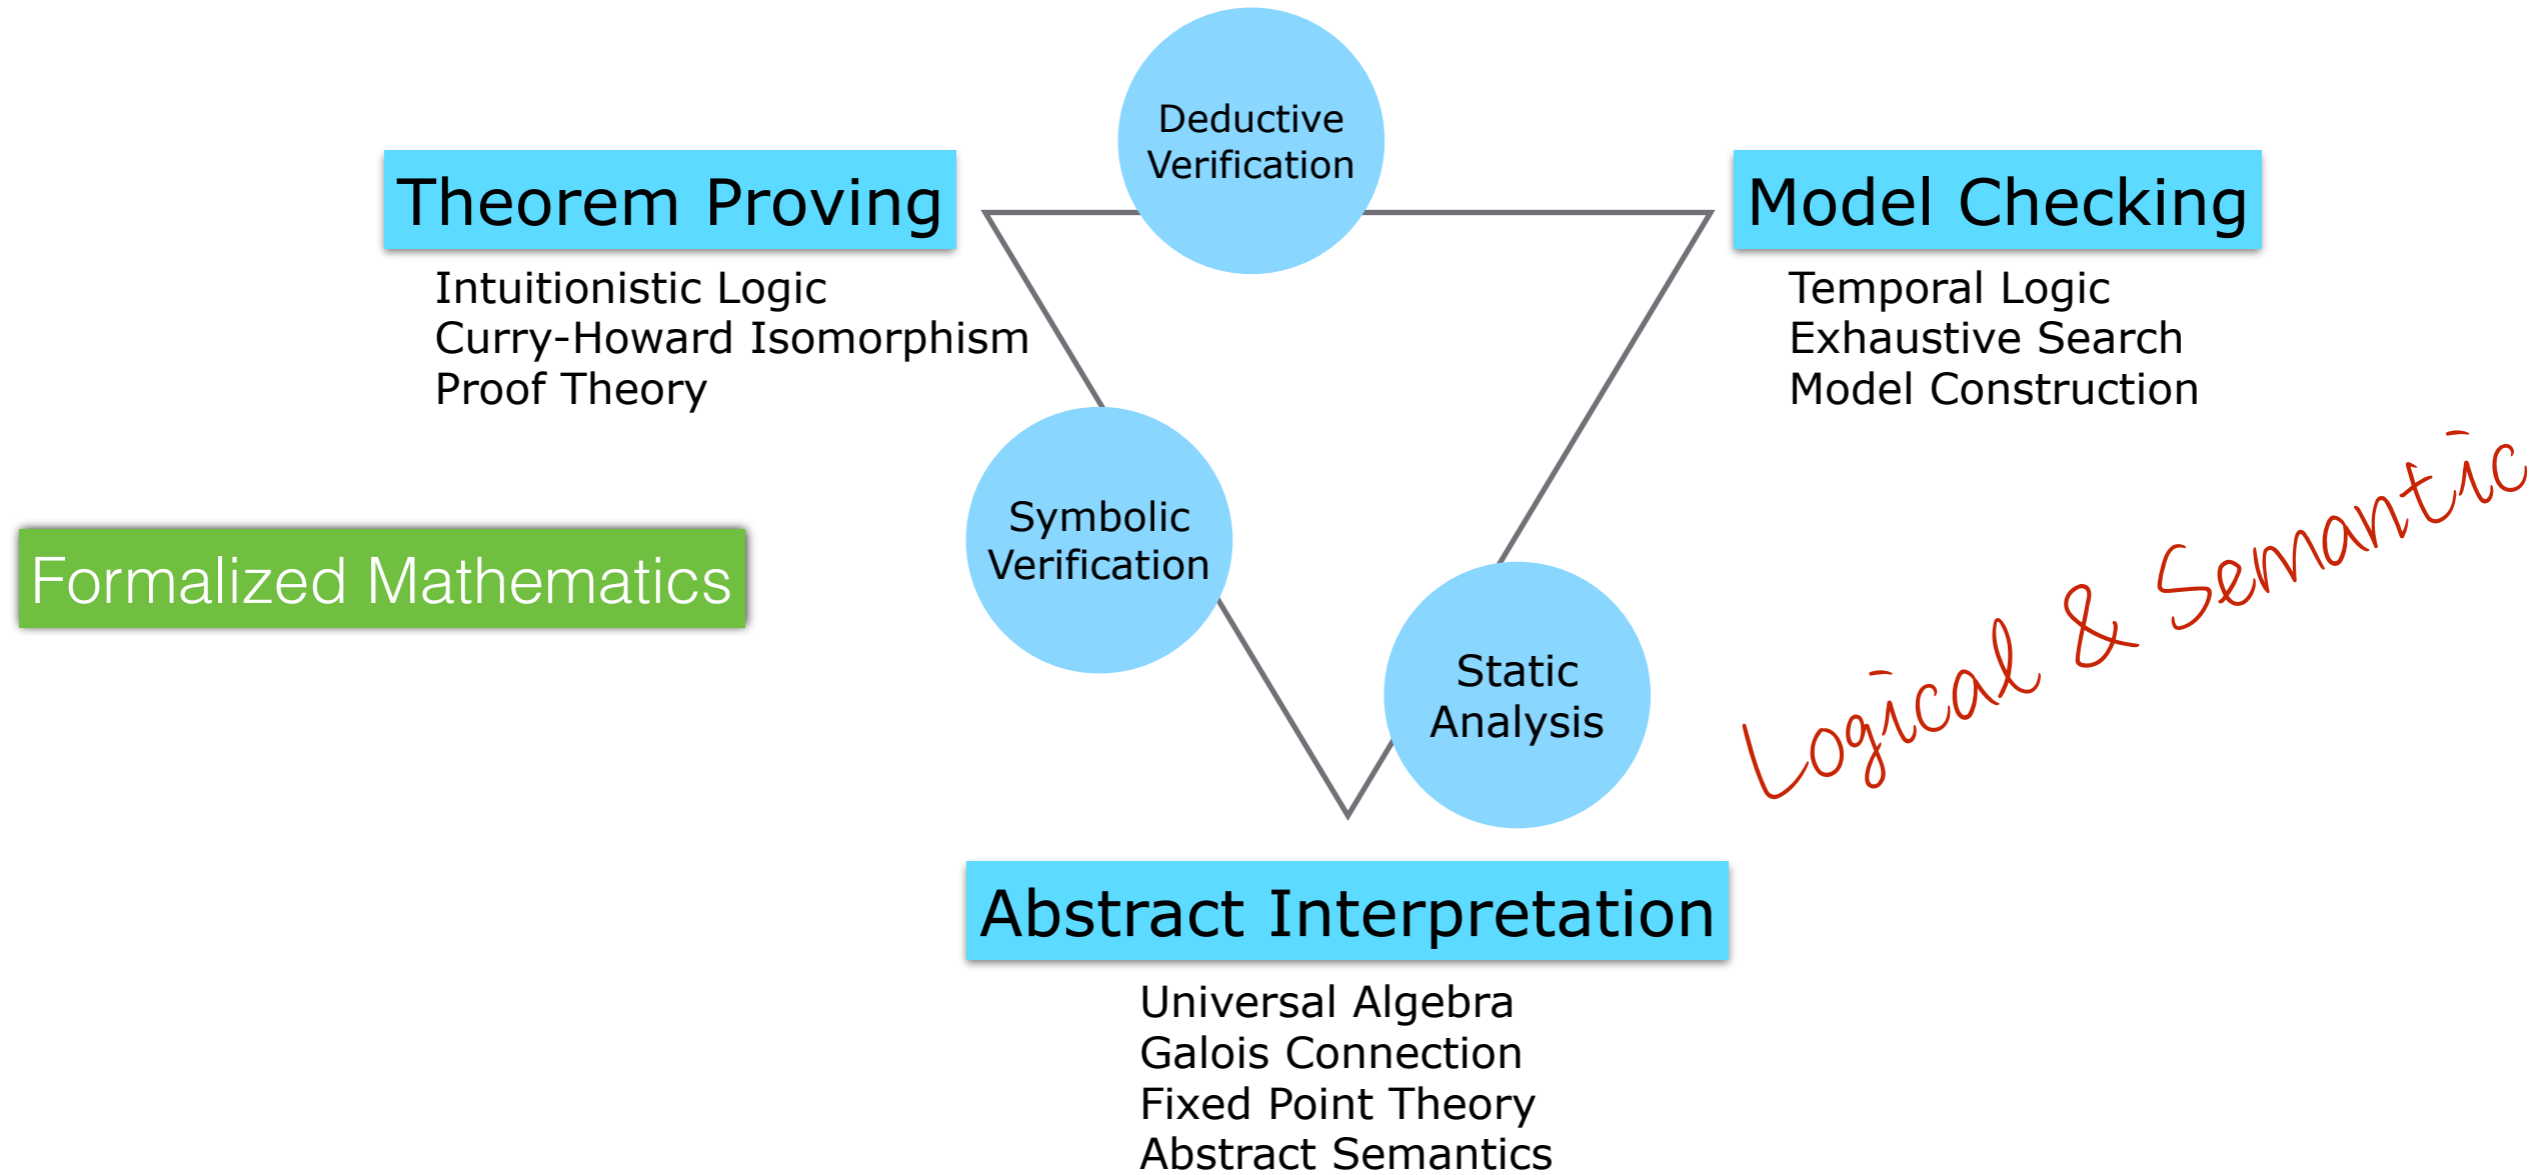 Deductive
Verification
Theorem Proving
Model Checking
Intuitionistic Logic
Curry-Howard Isomorphism
Proof Theory
Temporal Logic
Exhaustive Search
Model Construction
Symbolic
Verification
Formalized Mathematics
Logical & Semantic
Static
Analysis
Abstract Interpretation
Universal Algebra
Galois Connection
Fixed Point Theory
Abstract Semantics